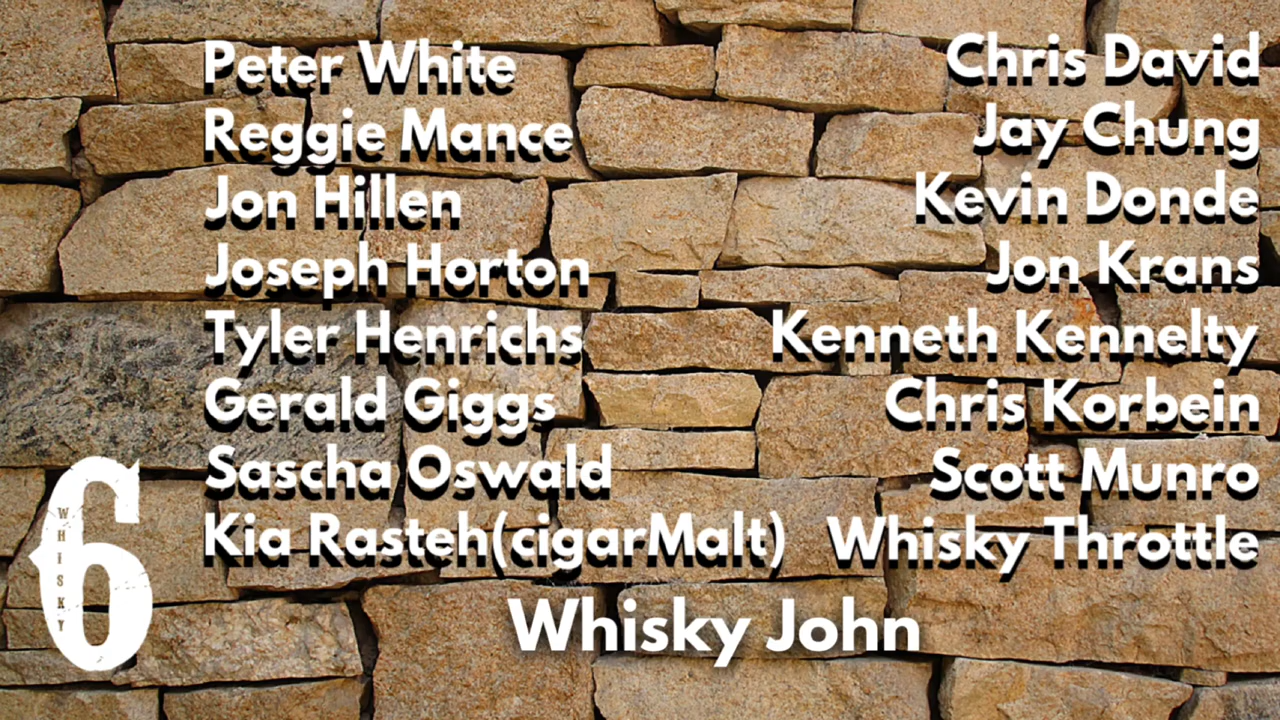 Peter White
Reggie Mance
Jon Hillen
Joseph Horton
Tyler Henrichs
Gerald Giggs
Sascha Oswald
Kia Rasteh(cigarMalt)
Chris David
Jay Chung
Kevin Donde
Jon Krans
Kenneth Kennelty
Chris Korbein
Scott Munro
Whisky Throttle
Whisky John
6
WHISKY